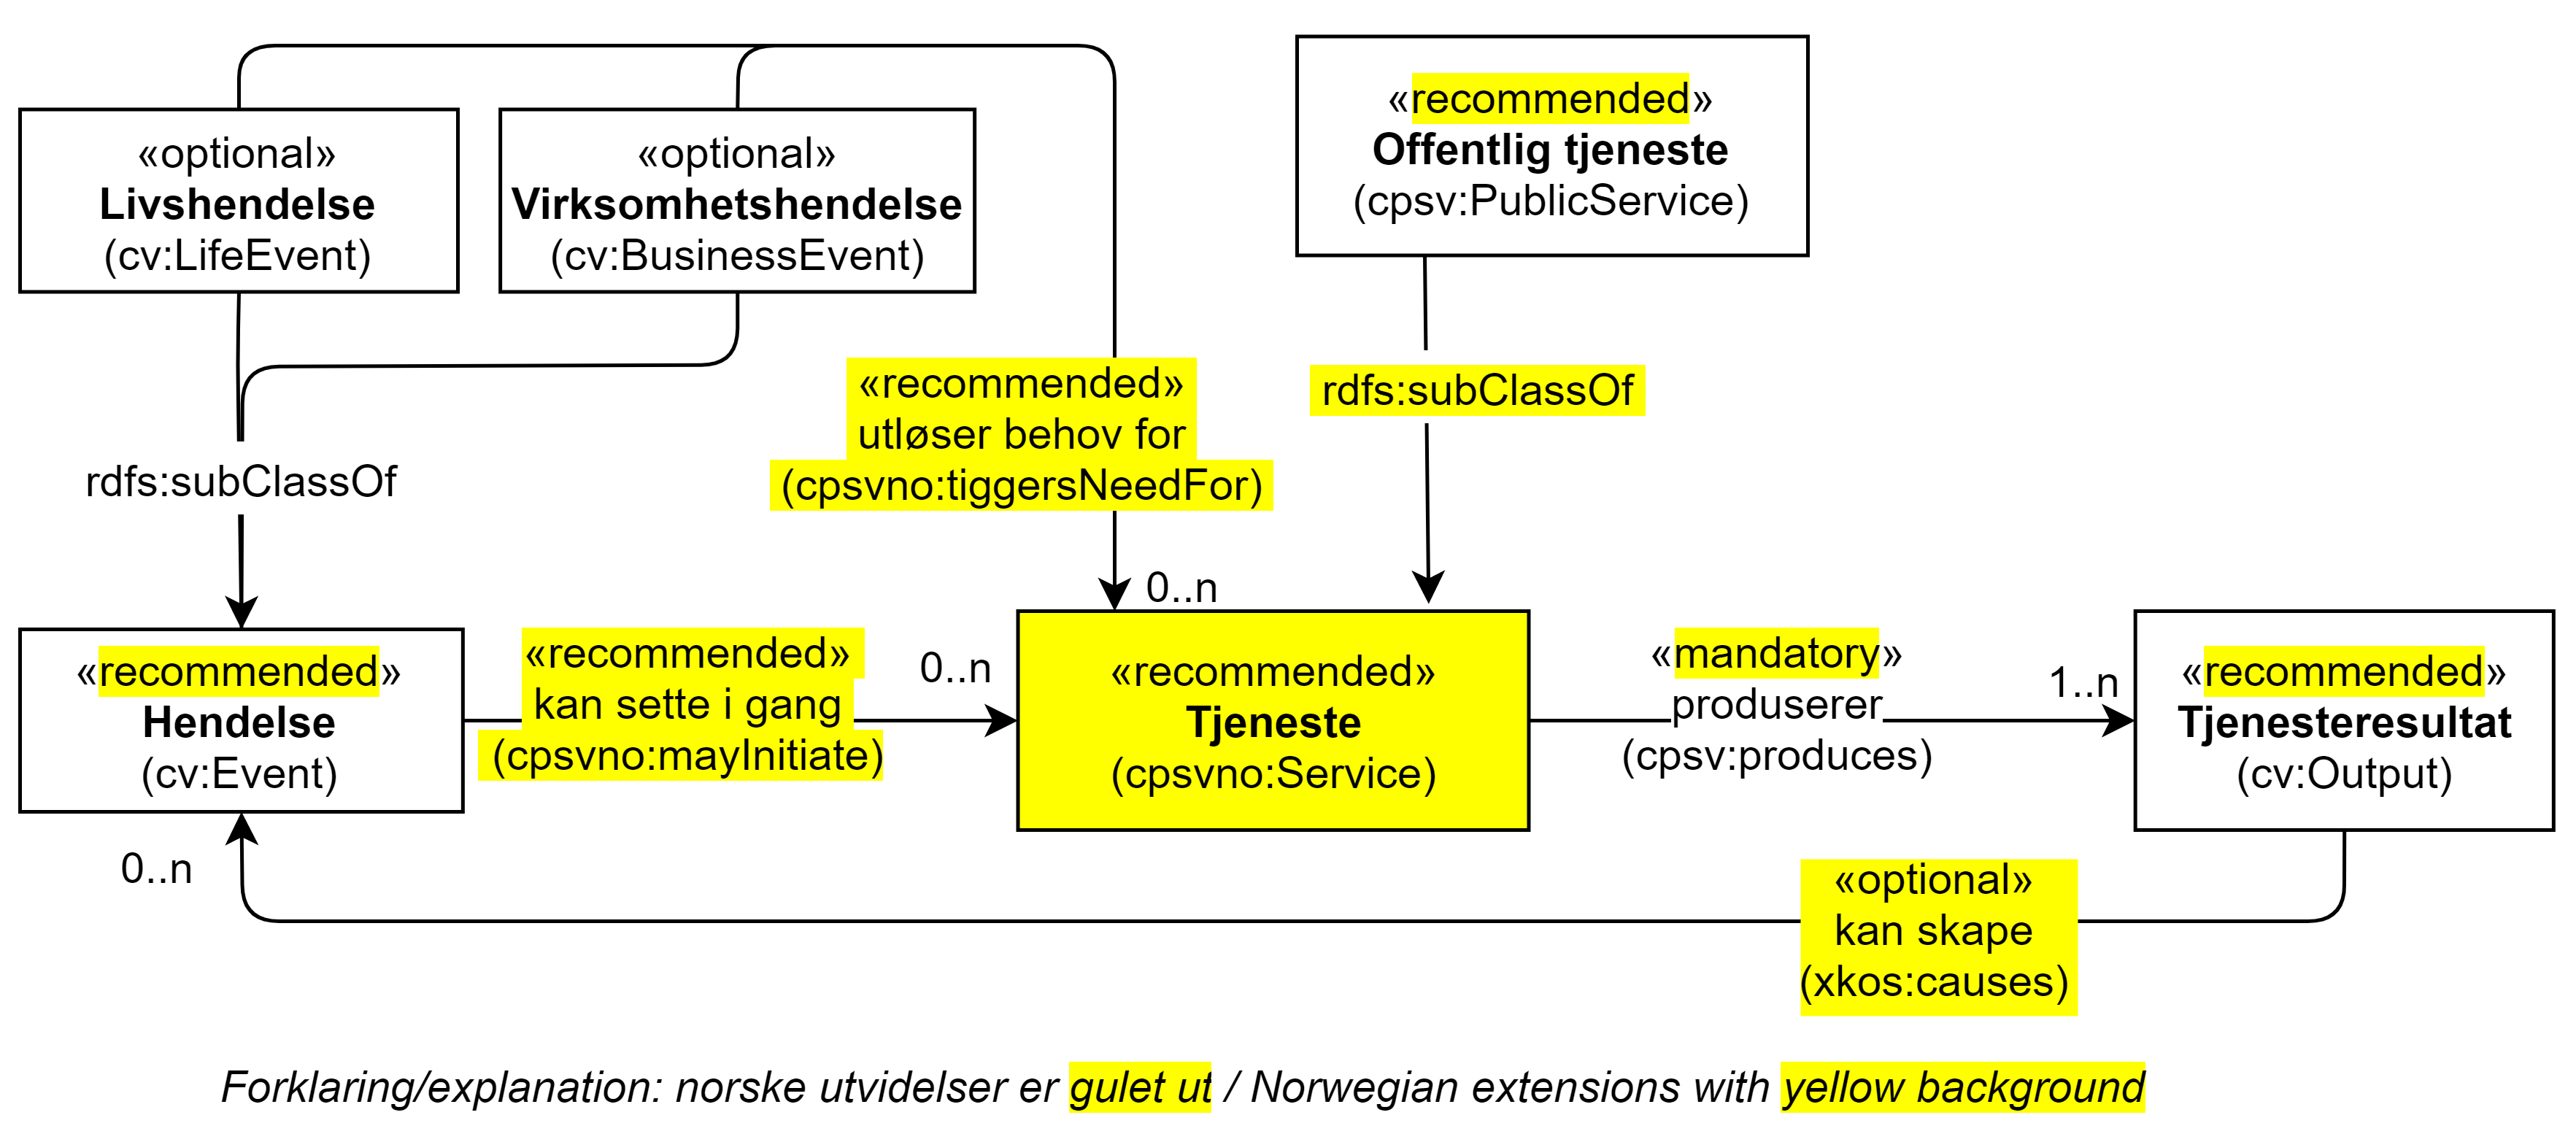 «optional»
Livshendelse
(cv:LifeEvent)
«optional»
Virksomhetshendelse
(cv:BusinessEvent)
«recommended»
Offentlig tjeneste
(cpsv:PublicService)
«recommended»
utløser behov for
(cpsvno:tiggersNeedFor)
rdfs:subClassOf
rdfs:subClassOf
0..n
«recommended»
Hendelse
(cv:Event)
«recommended»
kan sette i gang
(cpsvno:mayInitiate)
0..n
«recommended»
Tjeneste
(cpsvno:Service)
«mandatory»
produserer
(cpsv:produces)
1..n
«recommended»
Tjenesteresultat
(cv:Output)
0..n
«optional»
kan skape
(xkos:causes)
Forklaring/explanation: norske utvidelser er gulet ut / Norwegian extensions with yellow background